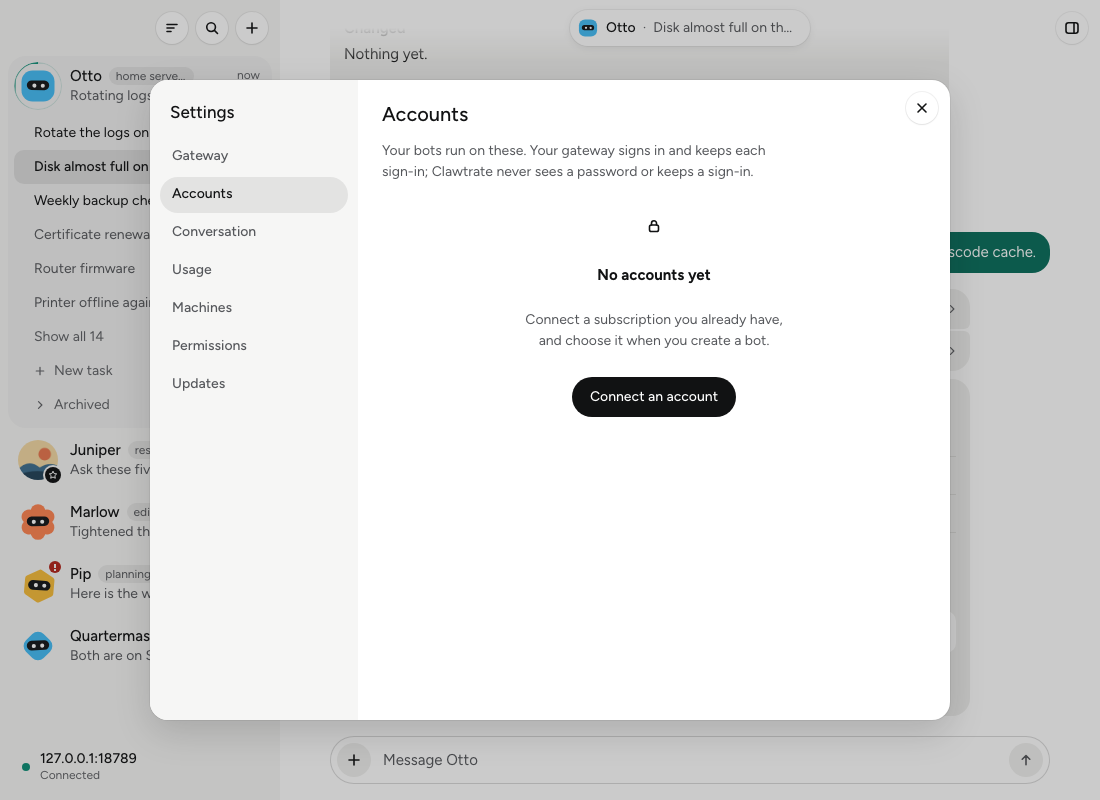 Otto · Disk almost full on th...
Nothing yet.
Otto home serve... now
Rotating logs
Rotate the logs on
Disk almost full on
Weekly backup che
Certificate renewa
Router firmware
Printer offline again
Show all 14
New task
Archived
Juniper res
Ask these fiv
Marlow edi
Tightened th
Pip planning
Here is the w
Quartermas
Both are on S
127.0.0.1:18789
Connected
Settings
Gateway
Accounts
Conversation
Usage
Machines
Permissions
Updates
Accounts
Your bots run on these. Your gateway signs in and keeps each
sign-in; Clawtrate never sees a password or keeps a sign-in.
No accounts yet
Connect a subscription you already have,
and choose it when you create a bot.
Connect an account
scode cache.
Message Otto